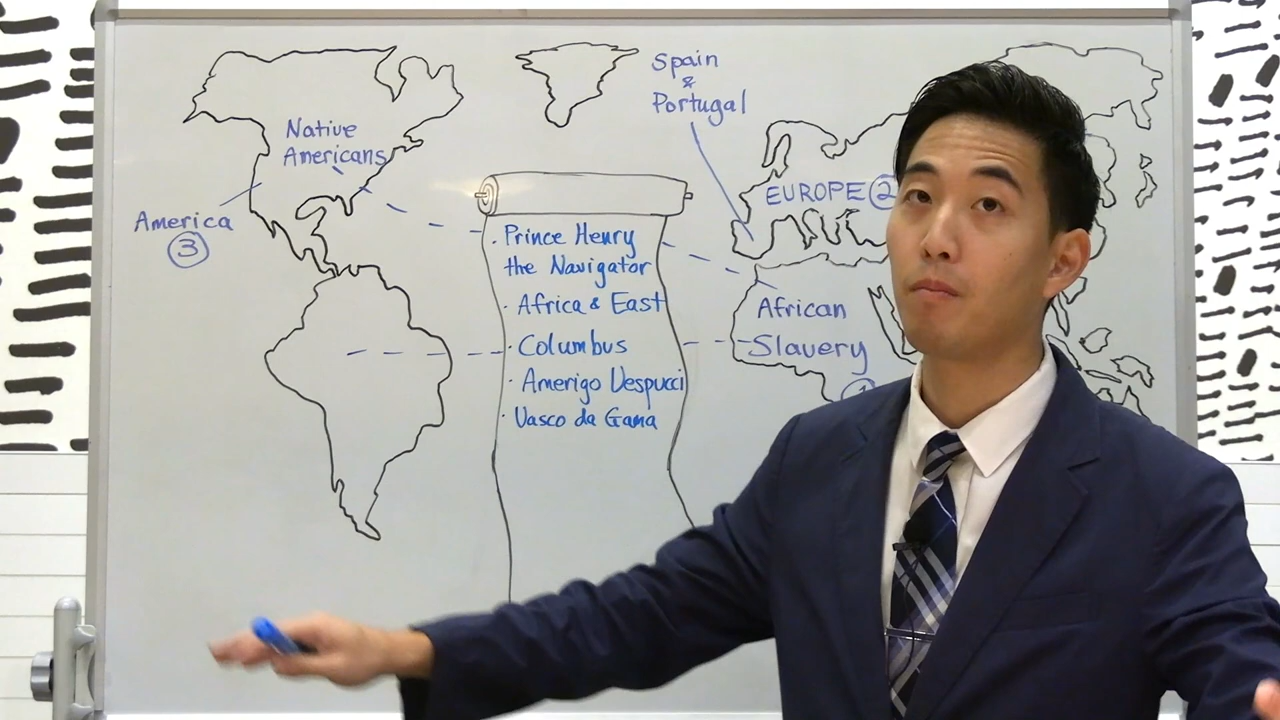 Spain
&
Portugal
Native
Americans
America
3
EUROPE 2
• Prince Henry
the Navigator
• Africa & East
• Columbus
• Amerigo Vespucci
• Vasco da Gama
African
Slavery